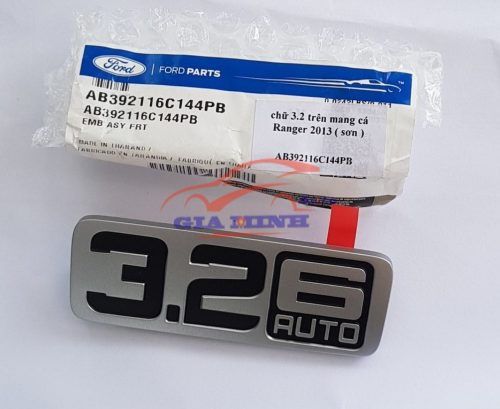 Ford
FORD PARTS
AB392116C144PB
AB392116C144PB
EMB ASY FRT
MADE IN THAILAND /
chữ 3.2 trên mang cá
Ranger 2013 ( sơn )
AB392116C144PB
GIA MINH
3.2 6
AUTO